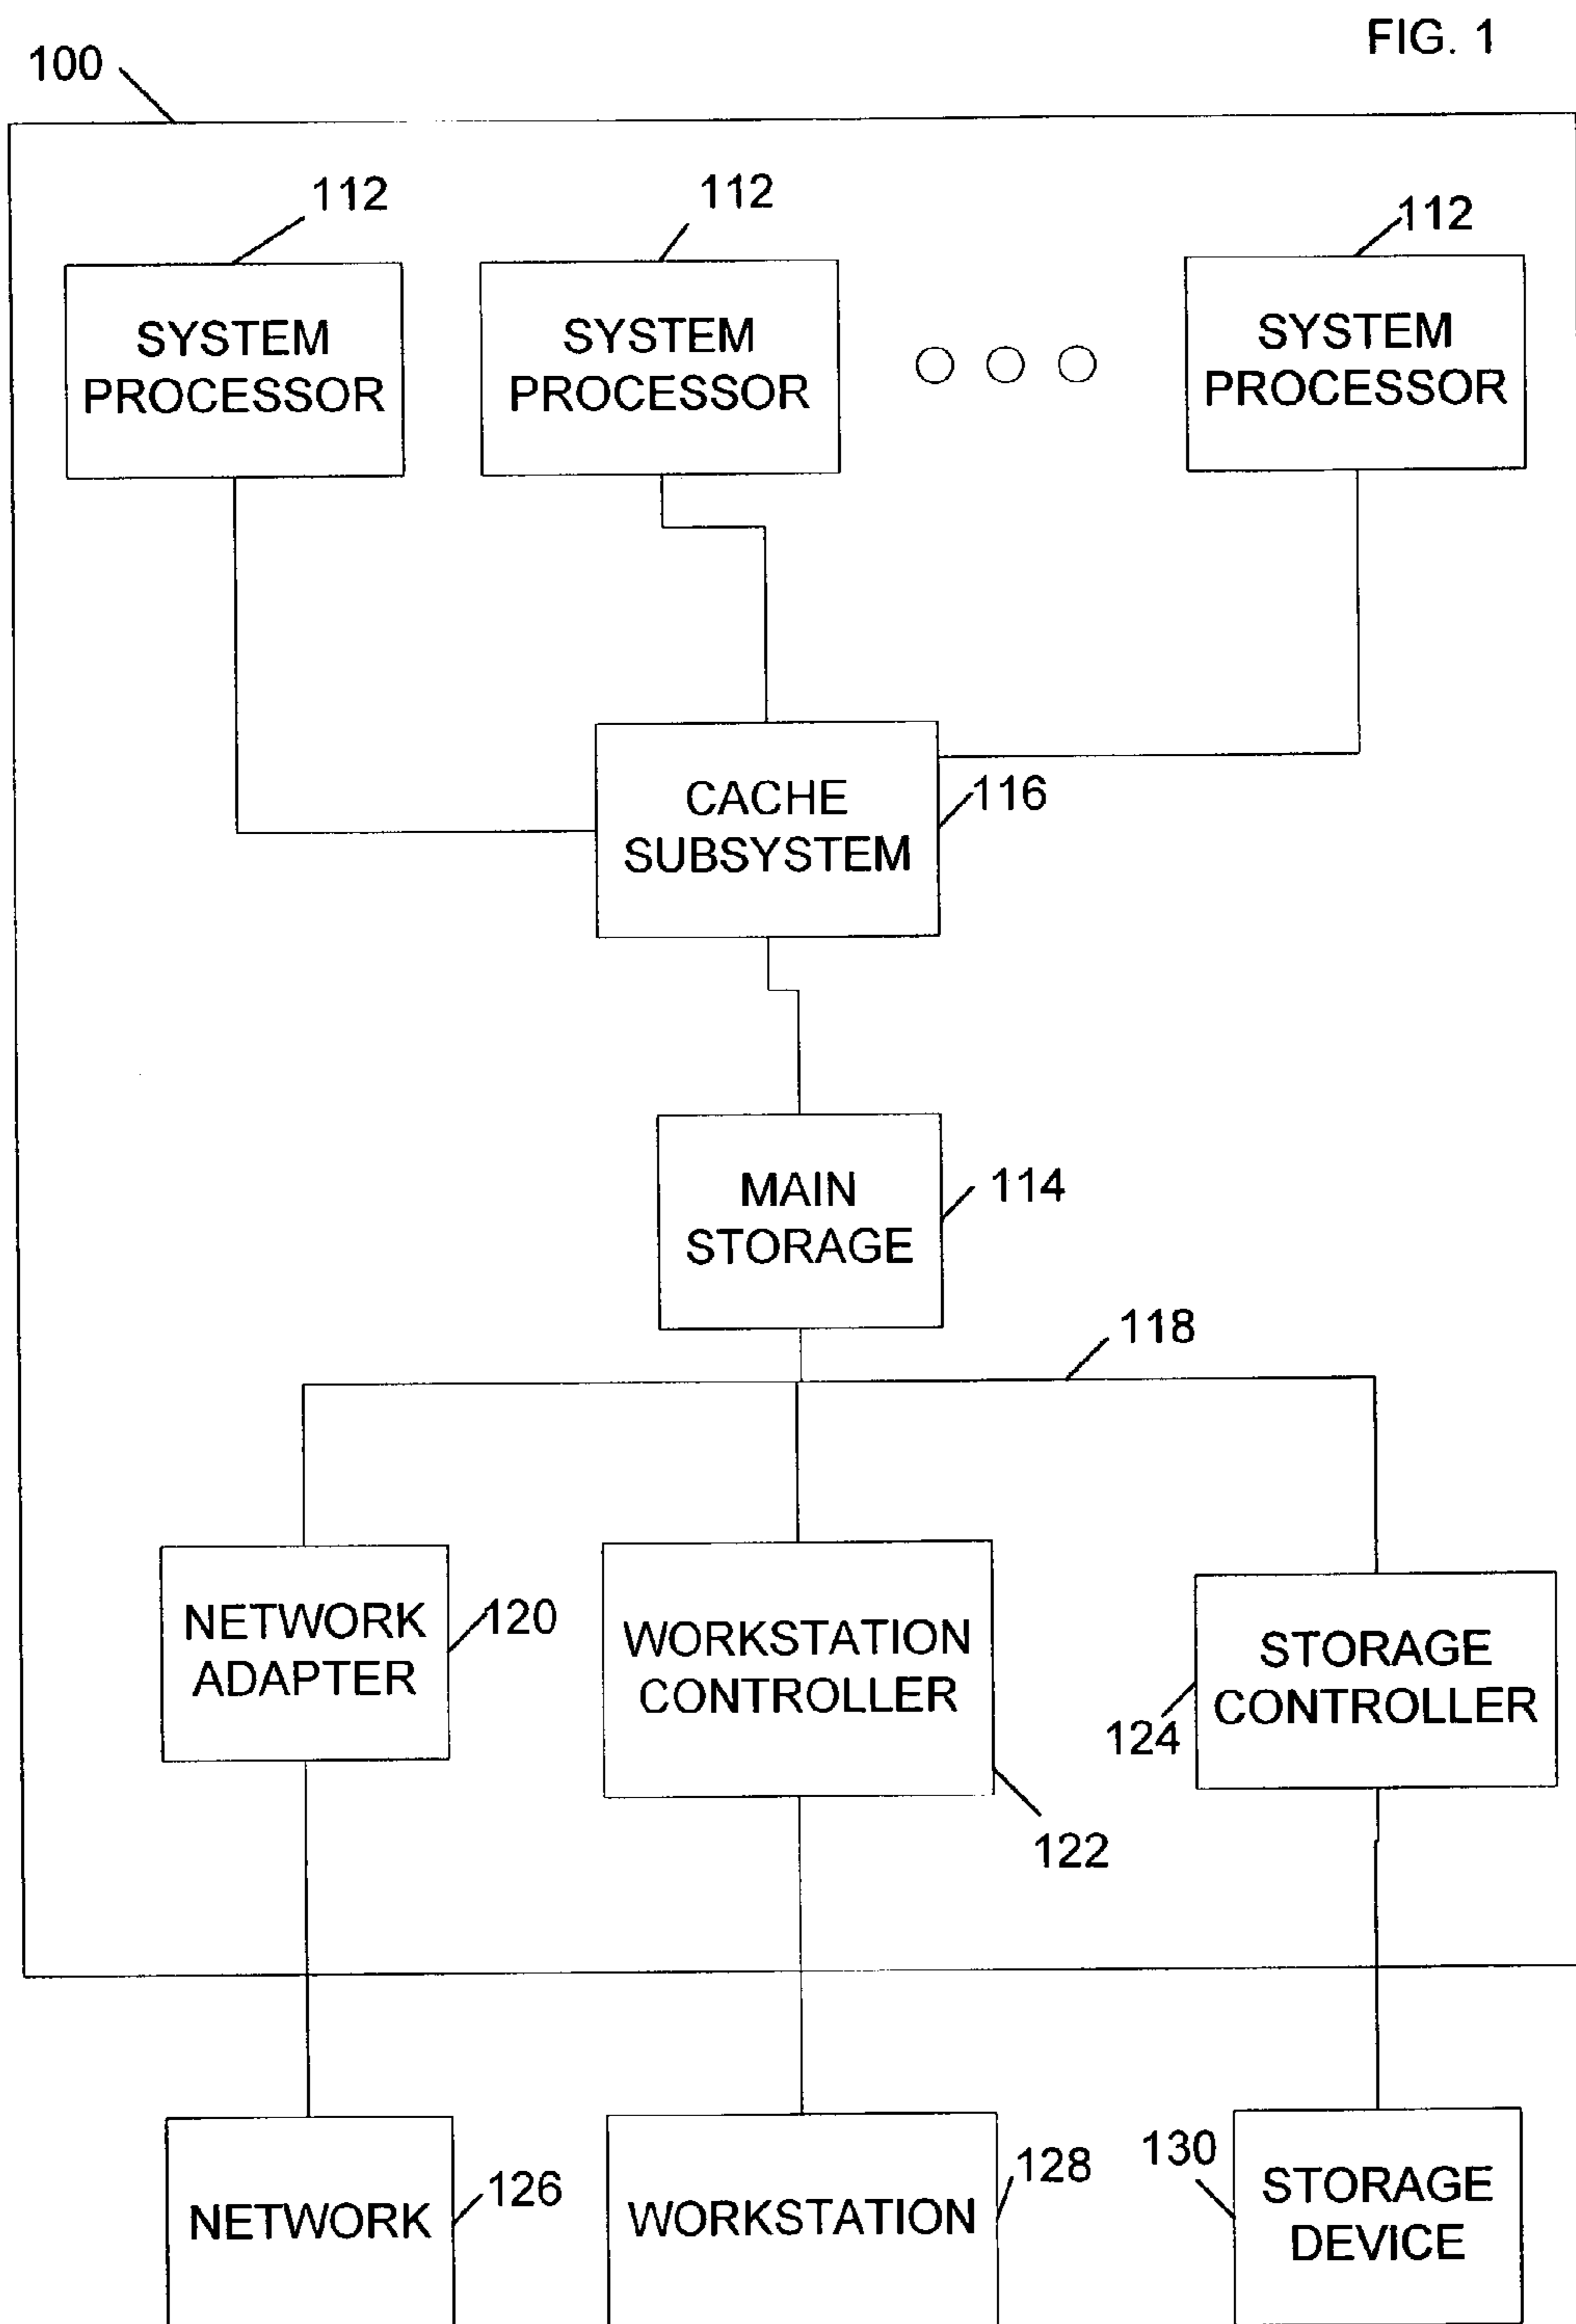 FIG. 1
100
112
112
112
SYSTEM
PROCESSOR
SYSTEM
PROCESSOR
SYSTEM
PROCESSOR
CACHE
SUBSYSTEM
116
MAIN
STORAGE
114
118
NETWORK
ADAPTER
120
WORKSTATION
CONTROLLER
122
STORAGE
CONTROLLER
124
NETWORK
126
WORKSTATION
128
130
STORAGE
DEVICE